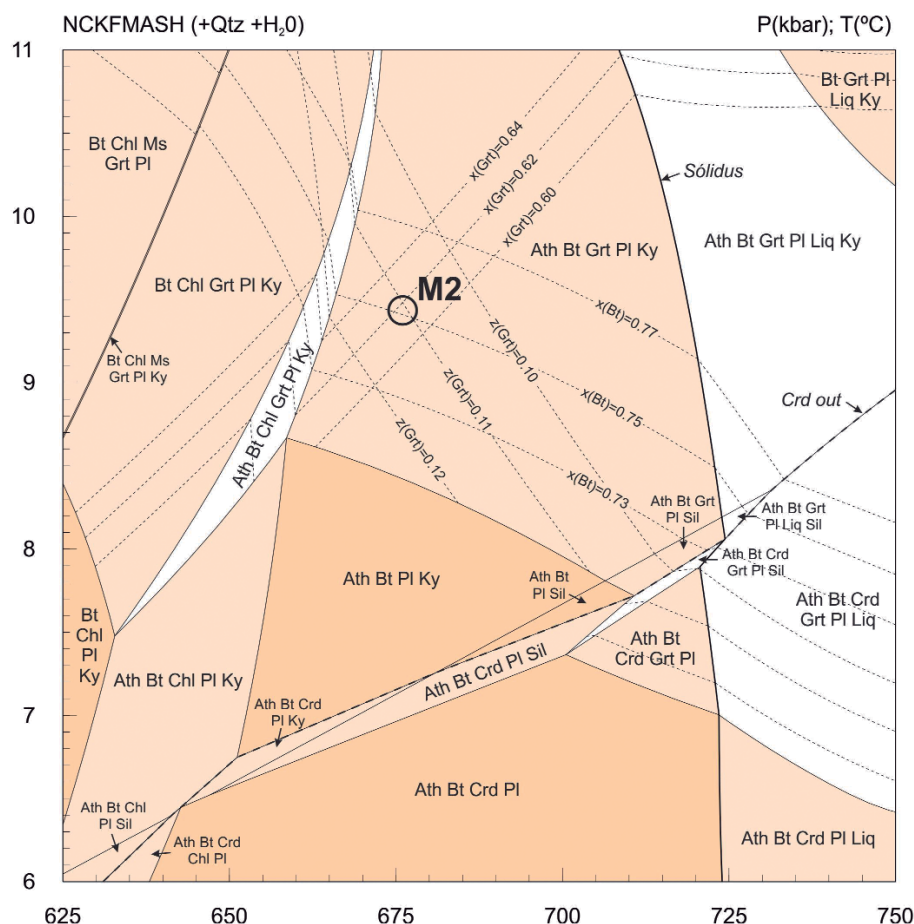 NCKFMASH (+Qtz +H₂0)
P(kbar); T(ºC)
11
10
9
8
7
6
625
650
675
700
725
750
Bt Grt Pl
Liq Ky
Bt Chl Ms
Grt Pl
x(Grt)=0.64
x(Grt)=0.62
x(Grt)=0.60
Sólidus
Ath Bt Grt Pl Ky
Ath Bt Grt Pl Liq Ky
Bt Chl Grt Pl Ky
M2
Bt Chl Ms
Grt Pl Ky
Ath Bt Chl Grt Pl Ky
x(Bt)=0.77
z(Grt)=0.10
z(Grt)=0.11
z(Grt)=0.12
x(Bt)=0.75
x(Bt)=0.73
Crd out
Ath Bt Grt
Pl Sil
Ath Bt Grt
Pl Liq Sil
Ath Bt Crd
Grt Pl Sil
Ath Bt Pl Ky
Ath Bt
Pl Sil
Ath Bt Crd
Grt Pl Liq
Bt
Chl
Pl
Ky
Ath Bt Chl Pl Ky
Ath Bt Crd Pl Sil
Ath Bt
Crd Grt Pl
Ath Bt Crd
Pl Ky
Ath Bt Crd Pl
Ath Bt Chl
Pl Sil
Ath Bt Crd
Chl Pl
Ath Bt Crd Pl Liq